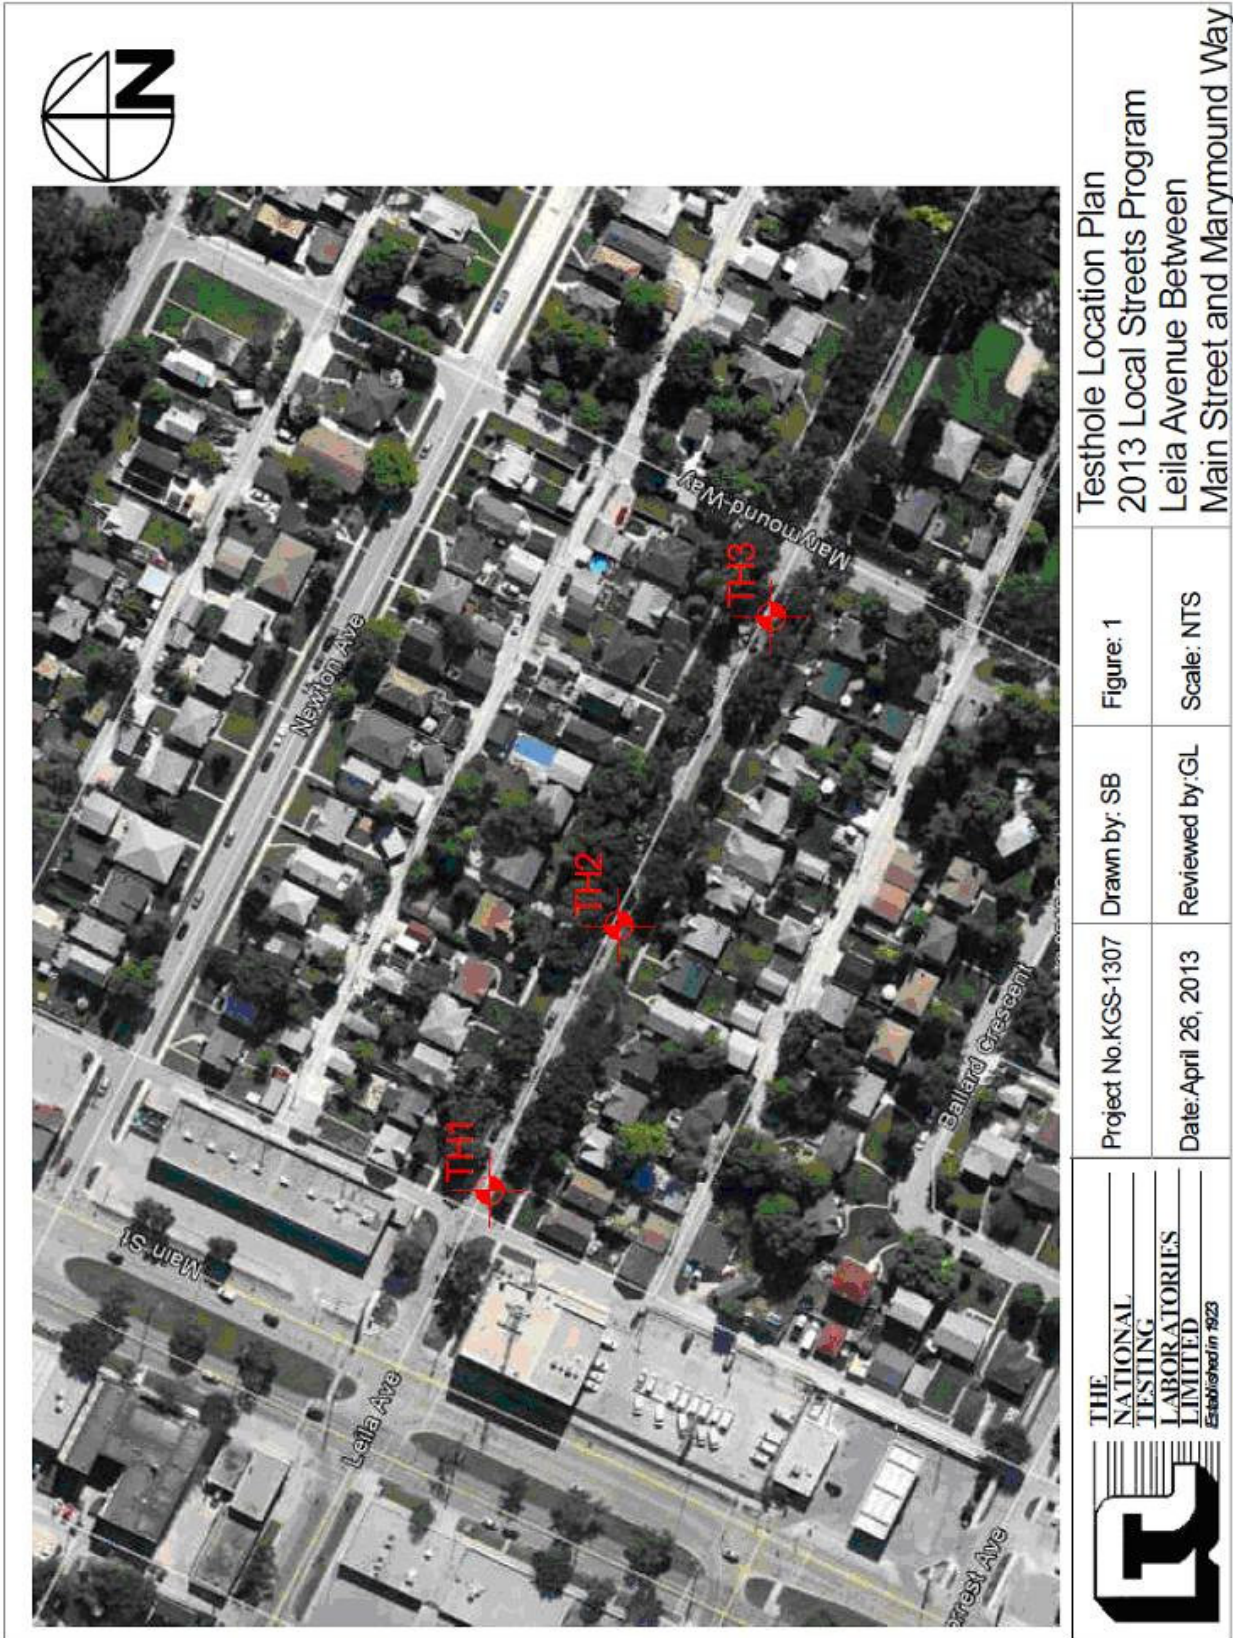 N
Newton Ave
Marymound Way
TH3
TH2
TH1
Main St
Leila Ave
Ballard Crescent
Testhole Location Plan
2013 Local Streets Program
Leila Avenue Between
Main Street and Marymound Way
Figure: 1
Scale: NTS
Drawn by: SB
Reviewed by:GL
Project No.KGS-1307
Date:April 26, 2013
THE
NATIONAL
TESTING
LABORATORIES
LIMITED
Established in 1923